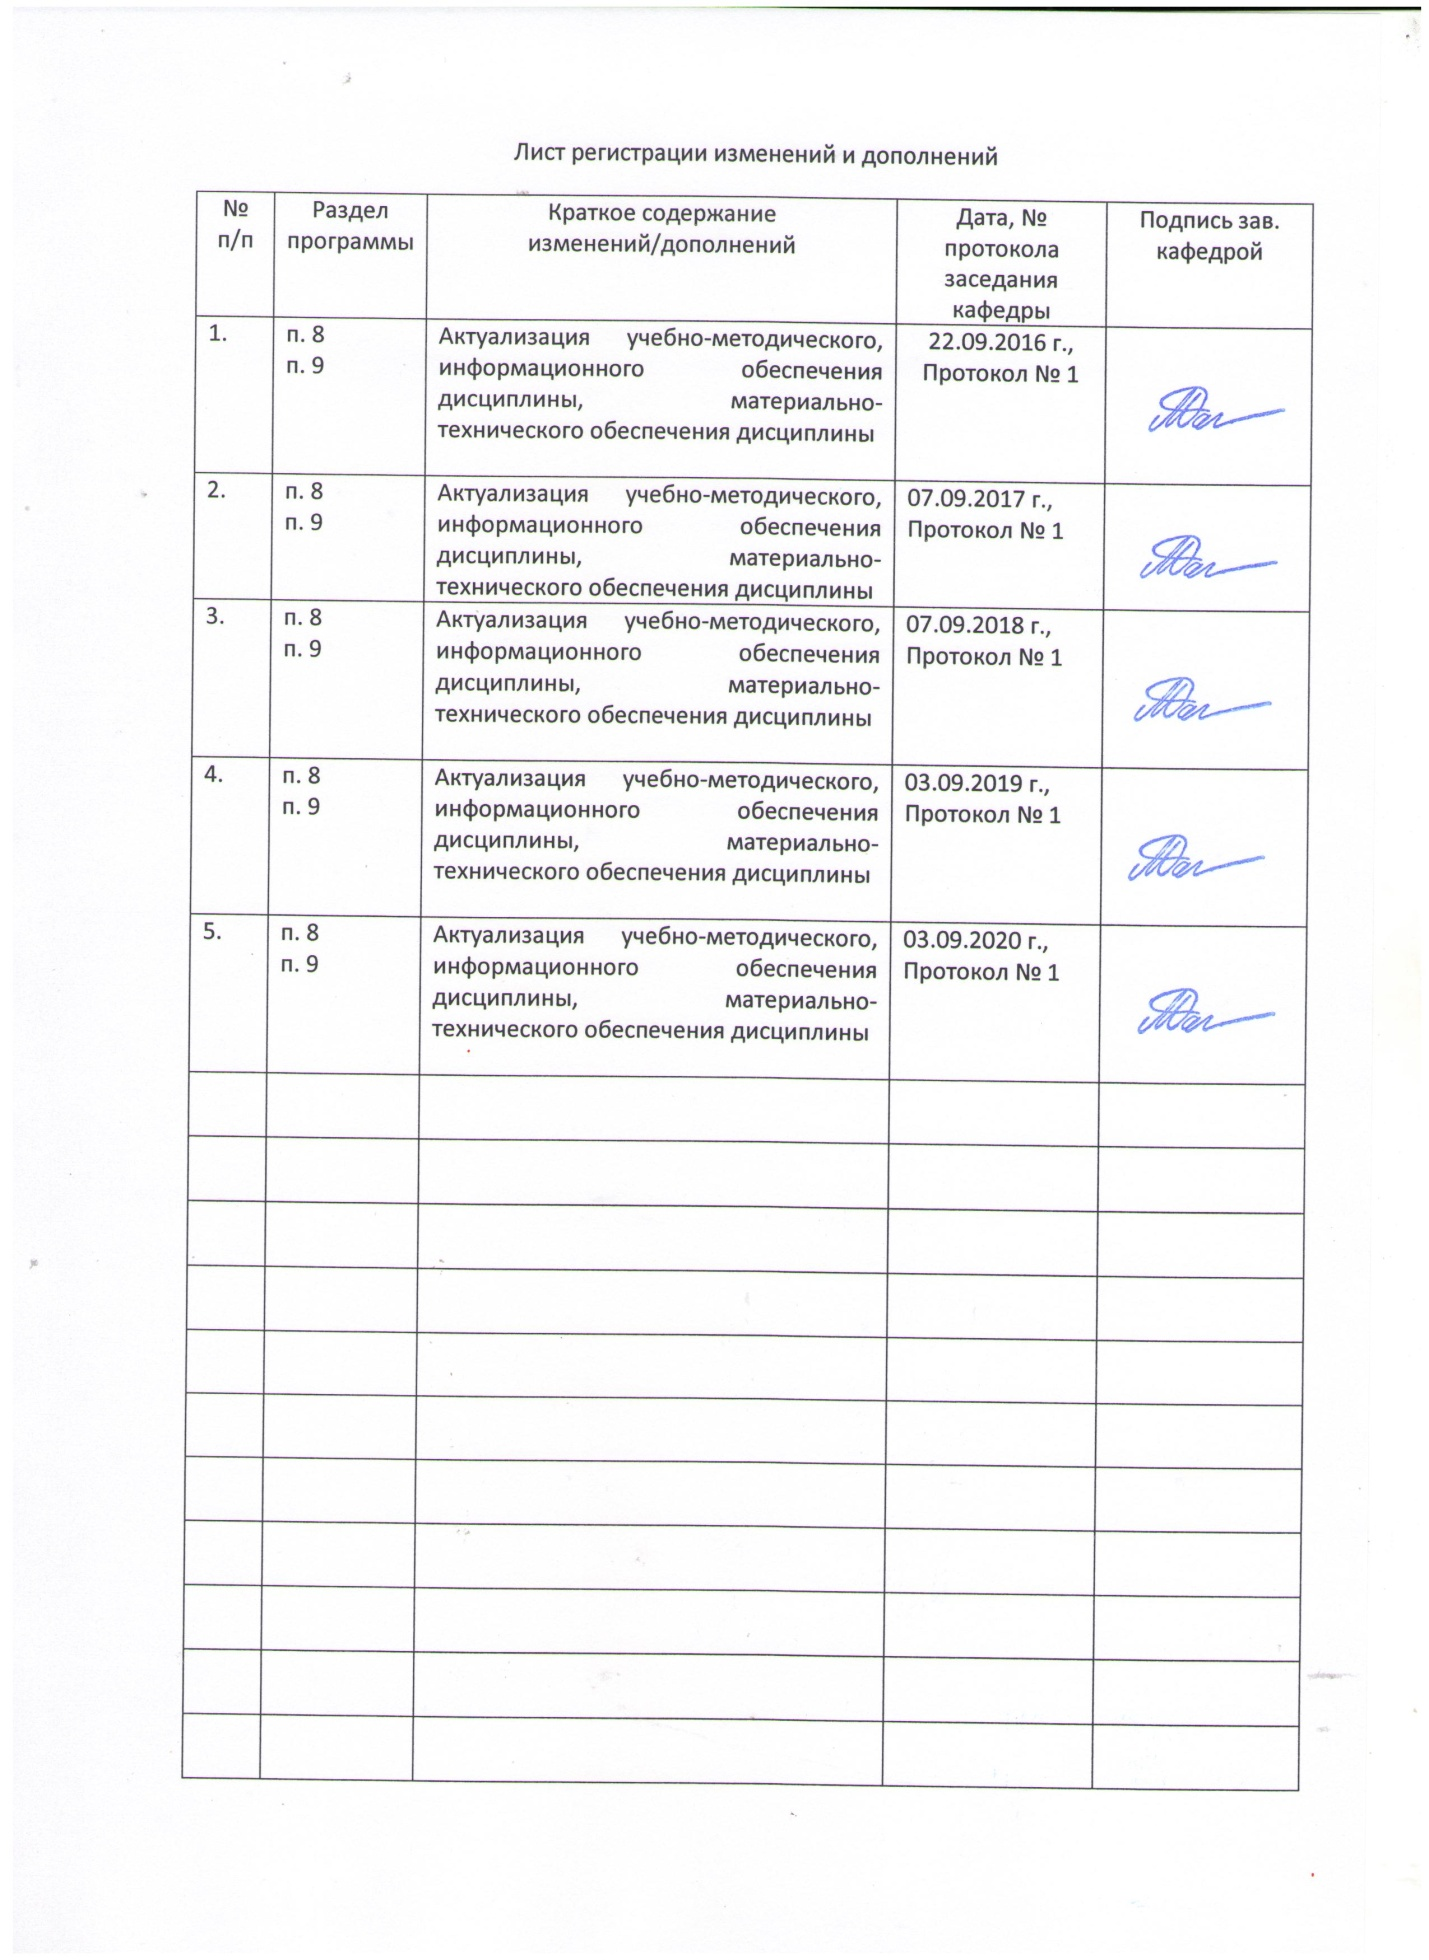 Лист регистрации изменений и дополнений
№
п/п
Раздел
программы
Краткое содержание
изменений/дополнений
Дата, №
протокола
заседания
кафедры
Подпись зав.
кафедрой
1.
п. 8
п. 9
Актуализация учебно-методического,
информационного обеспечения
дисциплины, материально-
технического обеспечения дисциплины
22.09.2016 г.,
Протокол № 1
2.
п. 8
п. 9
Актуализация учебно-методического,
информационного обеспечения
дисциплины, материально-
технического обеспечения дисциплины
07.09.2017 г.,
Протокол № 1
3.
п. 8
п. 9
Актуализация учебно-методического,
информационного обеспечения
дисциплины, материально-
технического обеспечения дисциплины
07.09.2018 г.,
Протокол № 1
4.
п. 8
п. 9
Актуализация учебно-методического,
информационного обеспечения
дисциплины, материально-
технического обеспечения дисциплины
03.09.2019 г.,
Протокол № 1
5.
п. 8
п. 9
Актуализация учебно-методического,
информационного обеспечения
дисциплины, материально-
технического обеспечения дисциплины
03.09.2020 г.,
Протокол № 1